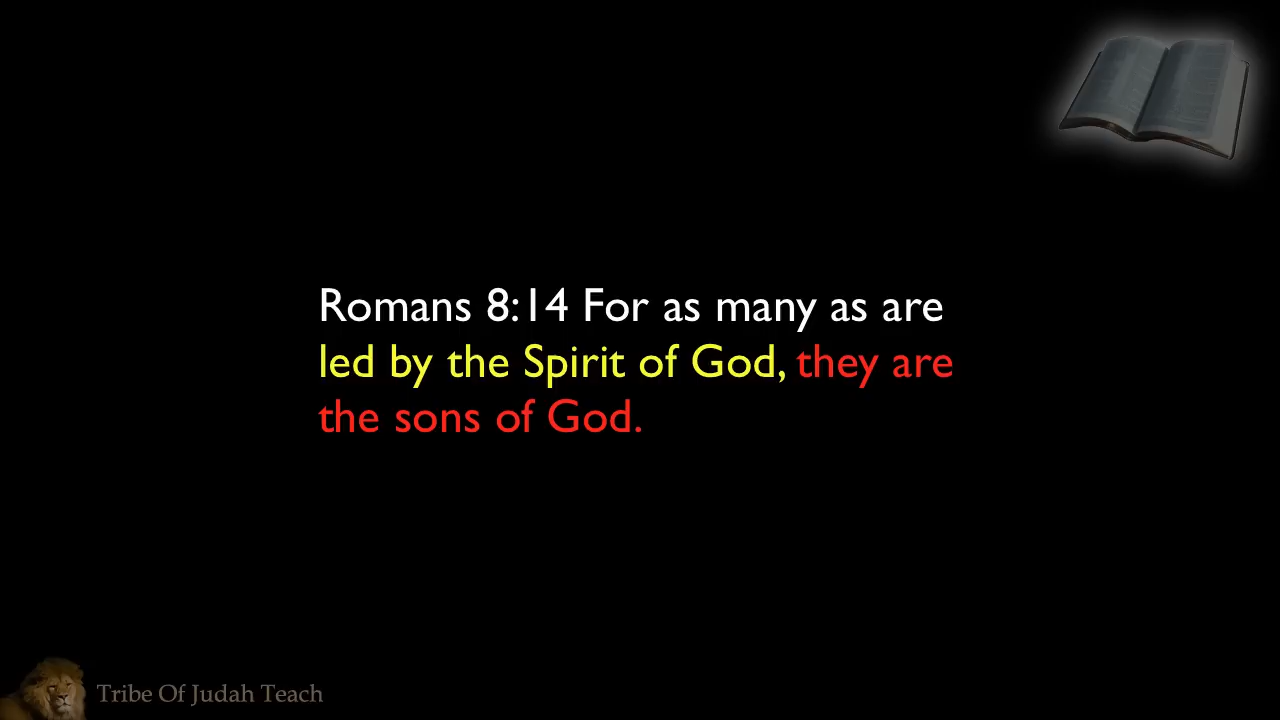 Romans 8:14 For as many as are
led by the Spirit of God, they are
the sons of God.
Tribe Of Judah Teach